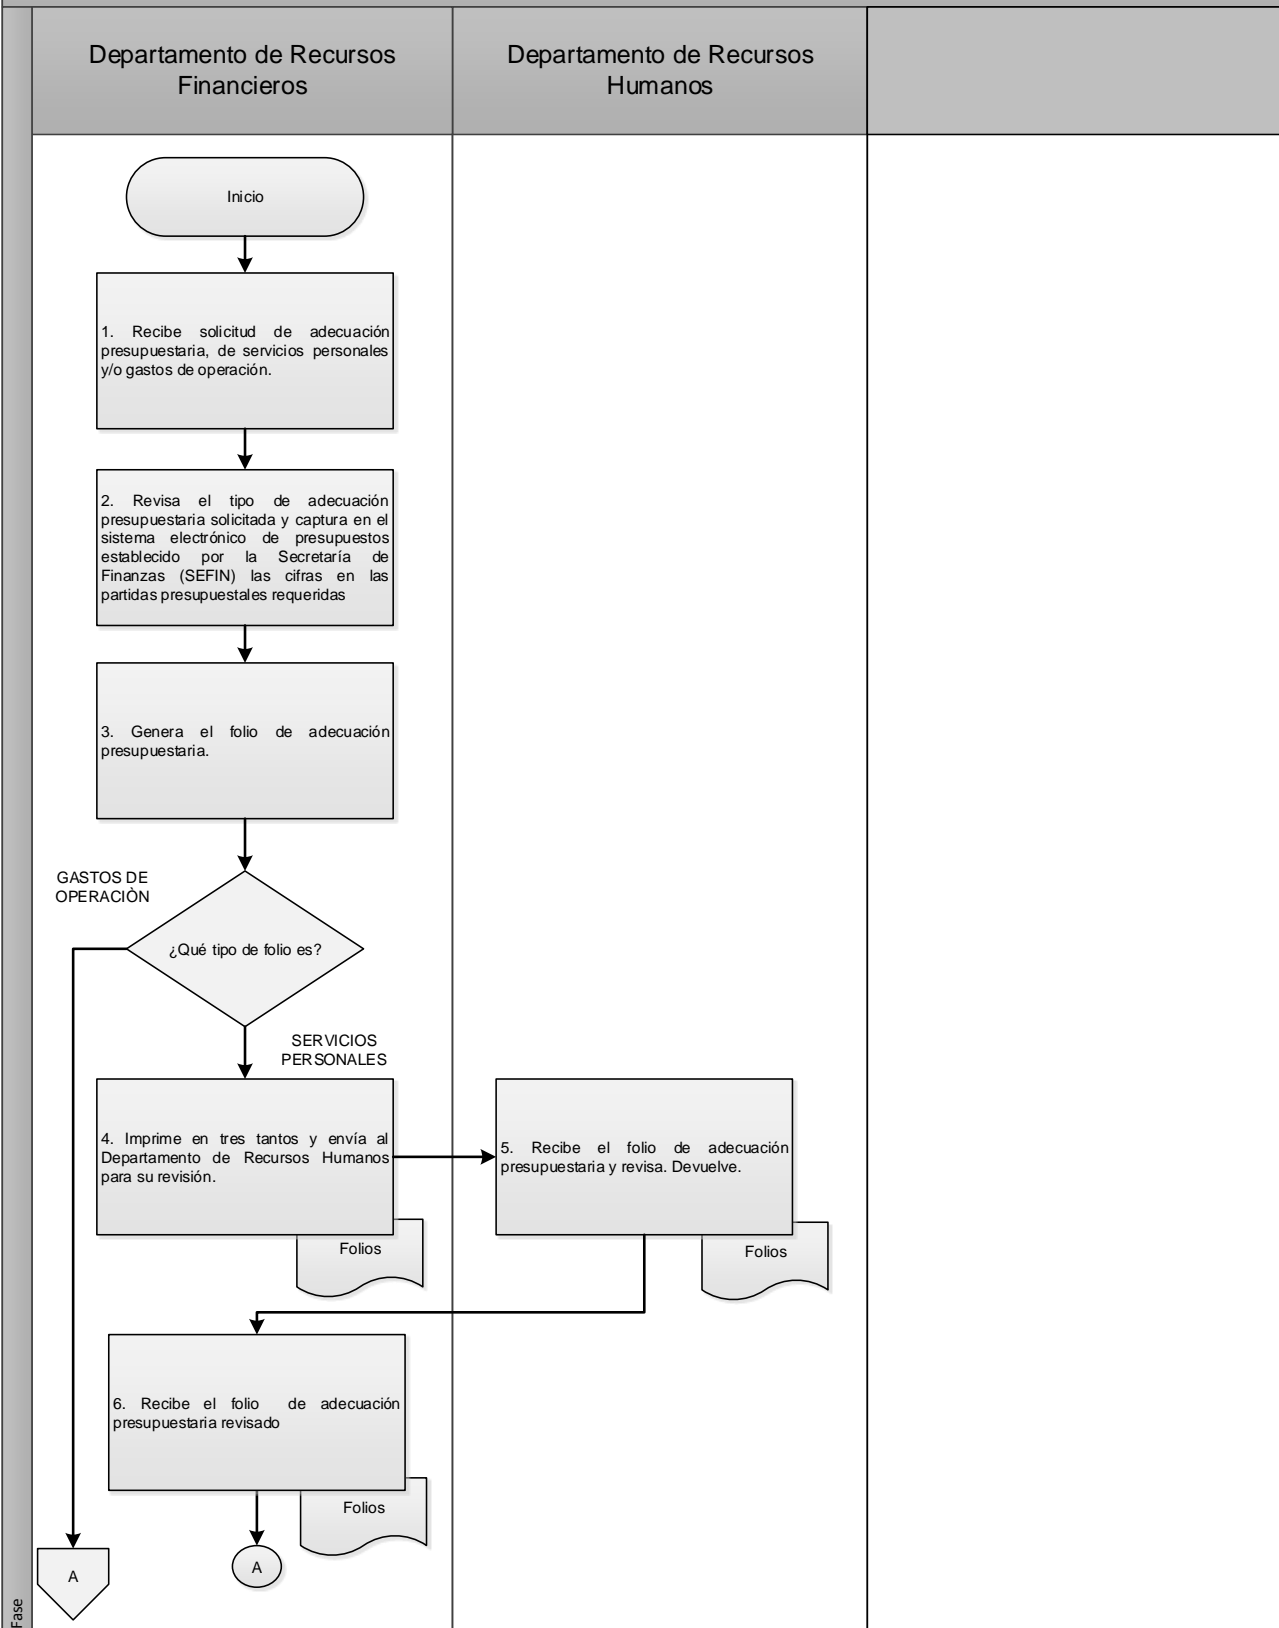 Departamento de Recursos
Financieros
Departamento de Recursos
Humanos
Inicio
1. Recibe solicitud de adecuación
presupuestaria, de servicios personales
y/o gastos de operación.
2. Revisa el tipo de adecuación
presupuestaria solicitada y captura en el
sistema electrónico de presupuestos
establecido por la Secretaría de
Finanzas (SEFIN) las cifras en las
partidas presupuestales requeridas
3. Genera el folio de adecuación
presupuestaria.
GASTOS DE
OPERACIÒN
¿Qué tipo de folio es?
SERVICIOS
PERSONALES
4. Imprime en tres tantos y envía al
Departamento de Recursos Humanos
para su revisión.
Folios
5. Recibe el folio de adecuación
presupuestaria y revisa. Devuelve.
Folios
6. Recibe el folio de adecuación
presupuestaria revisado
Folios
A
A
Fase